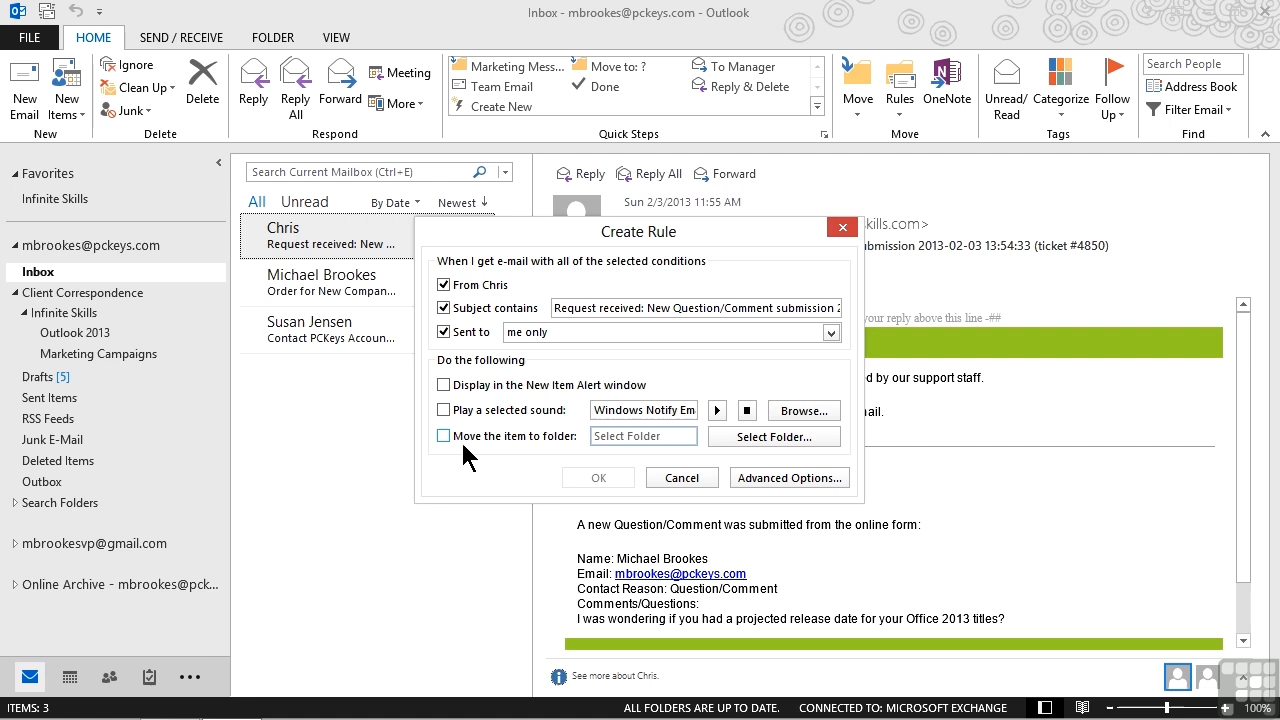 Inbox - mbrookes@pckeys.com - Outlook
FILE
HOME
SEND / RECEIVE
FOLDER
VIEW
New Email
New Items
New
Ignore
Clean Up
Junk
Delete
Delete
Reply
Reply All
Forward
Meeting
More
Respond
Marketing Mess...
Team Email
Create New
Move to: ?
Done
To Manager
Reply & Delete
Quick Steps
Move
Rules
OneNote
Move
Unread/ Read
Categorize
Follow Up
Tags
Search People
Address Book
Filter Email
Find
Favorites
Infinite Skills
mbrookes@pckeys.com
Inbox
Client Correspondence
Infinite Skills
Outlook 2013
Marketing Campaigns
Drafts [5]
Sent Items
RSS Feeds
Junk E-Mail
Deleted Items
Outbox
Search Folders
mbrookesvp@gmail.com
Online Archive - mbrookes@pck...
Search Current Mailbox (Ctrl+E)
All
Unread
By Date
Newest
Chris
Request received: New ...
Michael Brookes
Order for New Compan...
Susan Jensen
Contact PCKeys Accoun...
Reply
Reply All
Forward
Sun 2/3/2013 11:55 AM
skills.com>
ubmission 2013-02-03 13:54:33 (ticket #4850)
your reply above this line -##
d by our support staff.
mail.
Create Rule
When I get e-mail with all of the selected conditions
From Chris
Subject contains
Request received: New Question/Comment submission 2
Sent to
me only
Do the following
Display in the New Item Alert window
Play a selected sound:
Windows Notify Em
Browse...
Move the item to folder:
Select Folder
Select Folder...
OK
Cancel
Advanced Options...
A new Question/Comment was submitted from the online form:
Name: Michael Brookes
Email: mbrookes@pckeys.com
Contact Reason: Question/Comment
Comments/Questions:
I was wondering if you had a projected release date for your Office 2013 titles?
See more about Chris.
ITEMS: 3
ALL FOLDERS ARE UP TO DATE.
CONNECTED TO: MICROSOFT EXCHANGE
100%